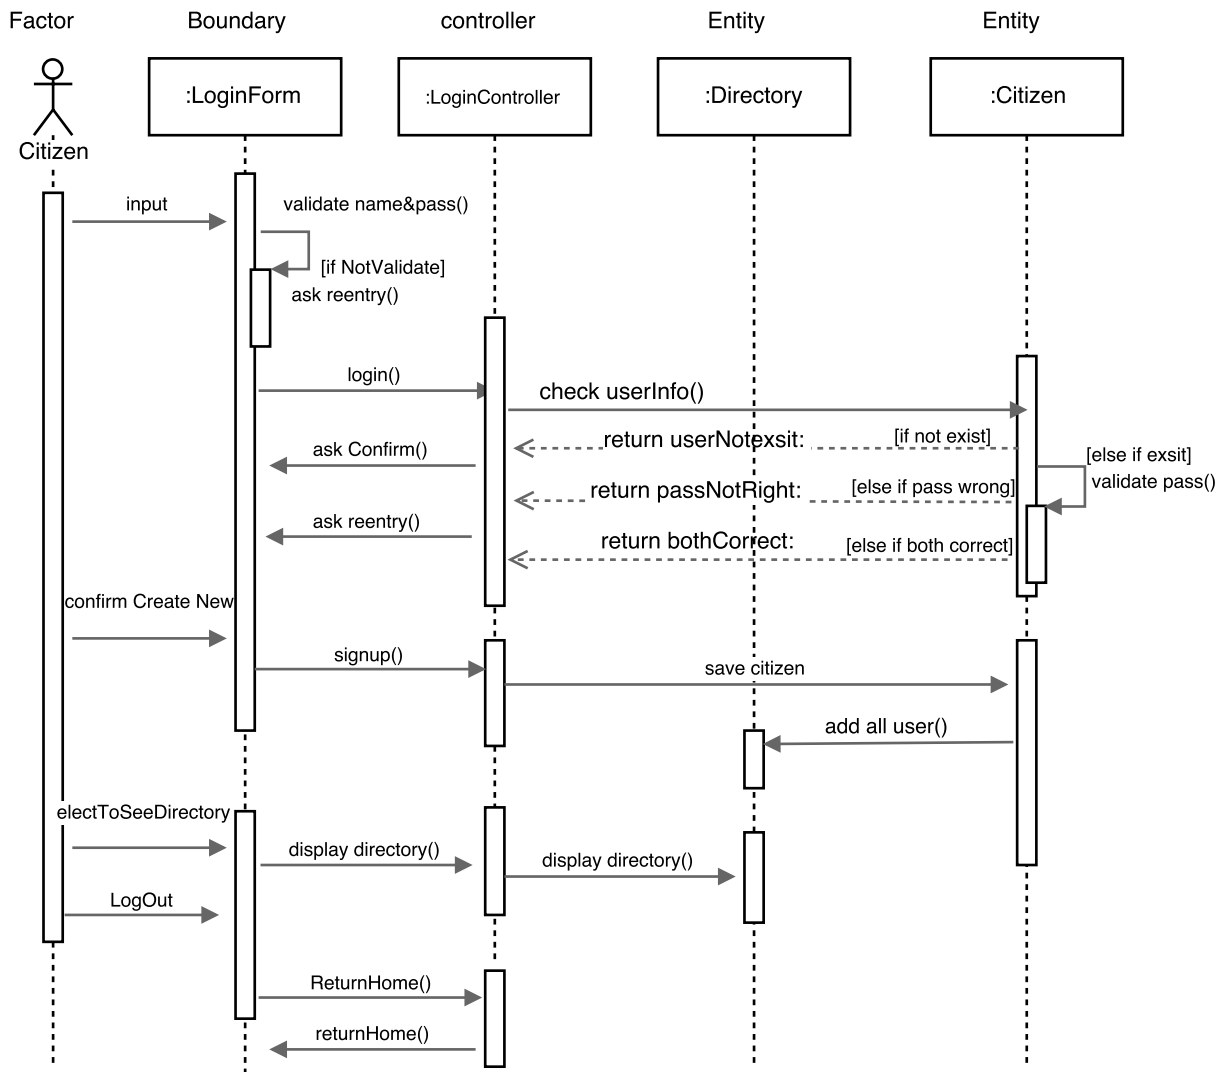 Factor
Boundary
controller
Entity
Entity
:LoginForm
:LoginController
:Directory
:Citizen
Citizen
input
validate name&pass()
[if NotValidate]
ask reentry()
login()
check userInfo()
return userNotexsit:
[if not exist]
ask Confirm()
[else if exsit]
validate pass()
return passNotRight:
[else if pass wrong]
ask reentry()
return bothCorrect:
[else if both correct]
confirm Create New
signup()
save citizen
add all user()
electToSeeDirectory
display directory()
display directory()
LogOut
ReturnHome()
returnHome()